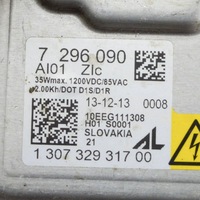 7 296 090
AI01 ZIc
35Wmax. 1200VDC/85VAC
2.00Kh/DOT D1S/D1R
13-12-13 0008
10EEG111308
H01 S0001
SLOVAKIA
21
AL
1 307 329 317 00